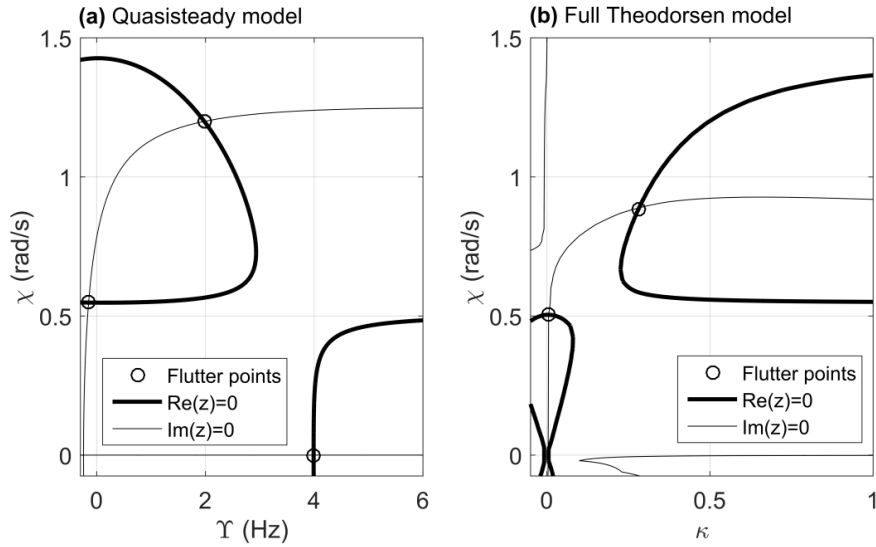 (a) Quasisteady model
1.5
1
0.5
0
χ (rad/s)
0
2
4
6
ϒ (Hz)
Flutter points
Re(z)=0
Im(z)=0
(b) Full Theodorsen model
1.5
1
0.5
0
χ (rad/s)
0
0.5
1
κ
Flutter points
Re(z)=0
Im(z)=0